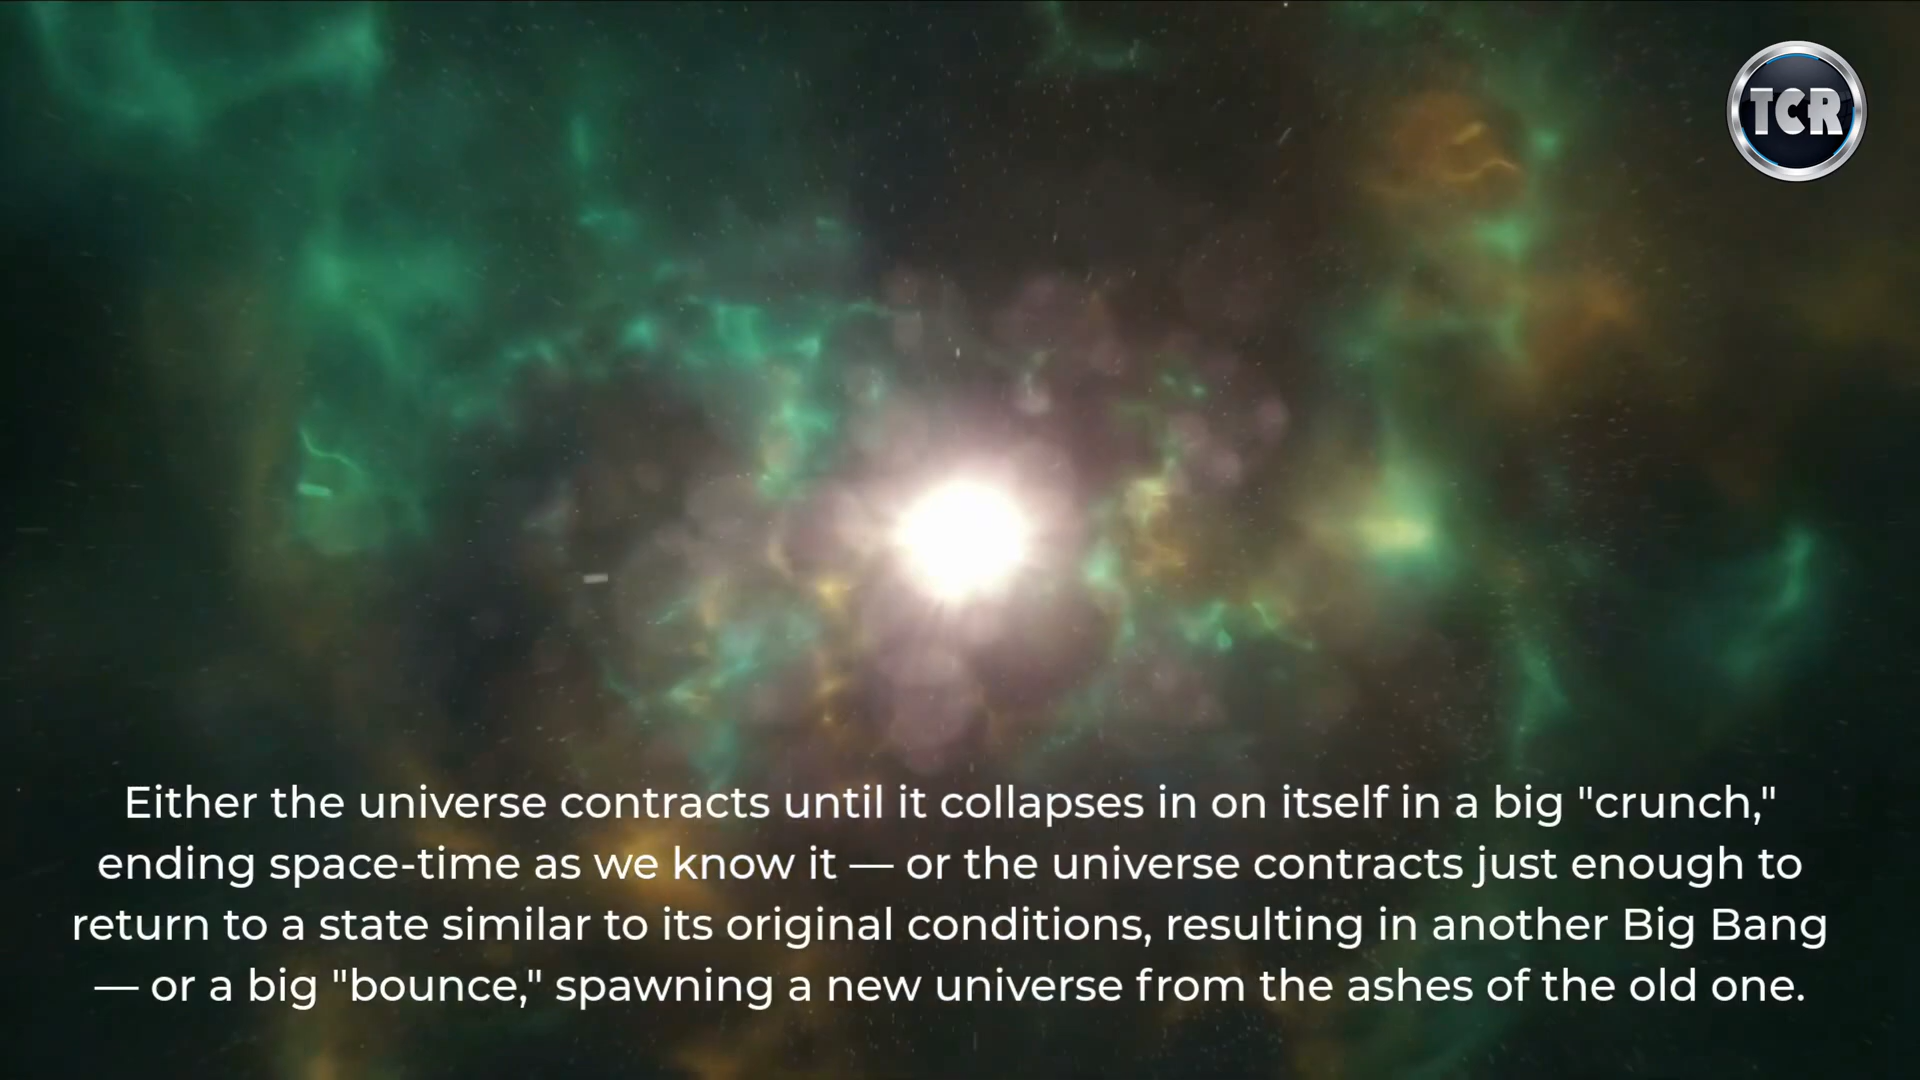 TCR
Either the universe contracts until it collapses in on itself in a big "crunch,"
ending space-time as we know it — or the universe contracts just enough to
return to a state similar to its original conditions, resulting in another Big Bang
— or a big "bounce," spawning a new universe from the ashes of the old one.